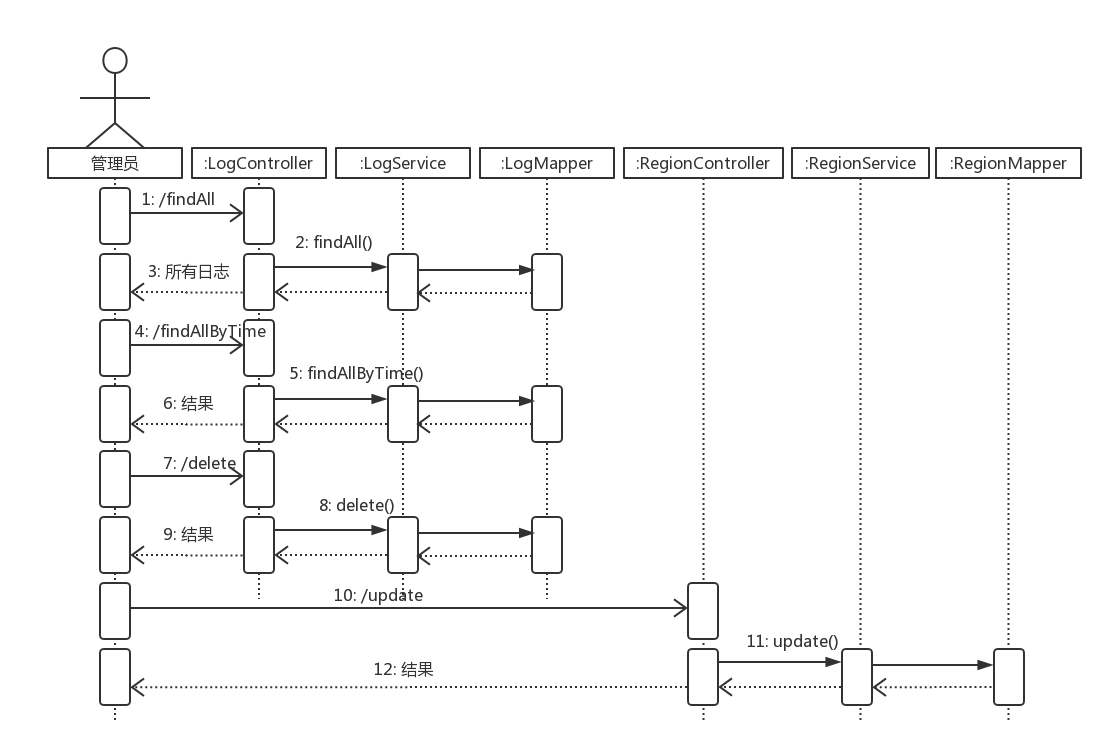 管理员
:LogController
:LogService
:LogMapper
:RegionController
:RegionService
:RegionMapper
1: /findAll
2: findAll()
3: 所有日志
4: /findAllByTime
5: findAllByTime()
6: 结果
7: /delete
8: delete()
9: 结果
10: /update
11: update()
12: 结果